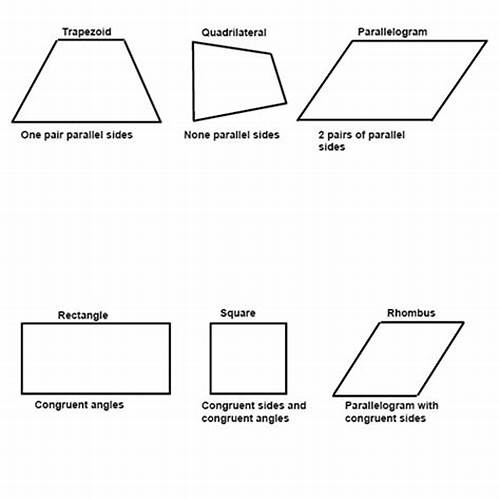 Trapezoid
Quadrilateral
Parallelogram
One pair parallel sides
None parallel sides
2 pairs of parallel
sides
Rectangle
Square
Rhombus
Congruent angles
Congruent sides and
congruent angles
Parallelogram with
congruent sides